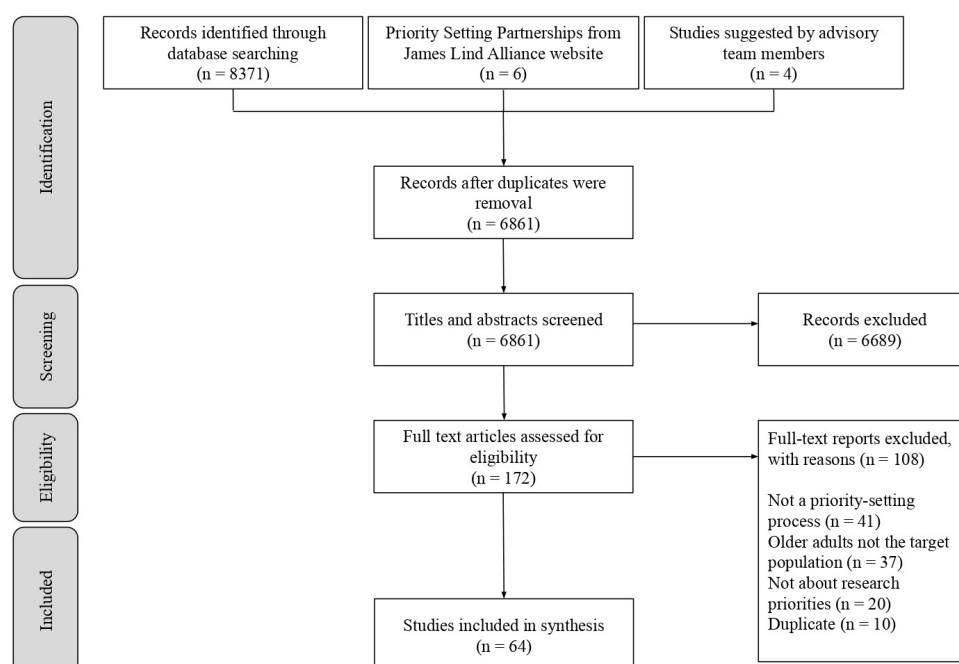 Identification
Records identified through
database searching
(n = 8371)
Priority Setting Partnerships from
James Lind Alliance website
(n = 6)
Studies suggested by advisory
team members
(n = 4)
Records after duplicates were
removal
(n = 6861)
Screening
Titles and abstracts screened
(n = 6861)
Records excluded
(n = 6689)
Eligibility
Full text articles assessed for
eligibility
(n = 172)
Full-text reports excluded,
with reasons (n = 108)
Not a priority-setting
process (n = 41)
Older adults not the target
population (n = 37)
Not about research
priorities (n = 20)
Duplicate (n = 10)
Included
Studies included in synthesis
(n = 64)